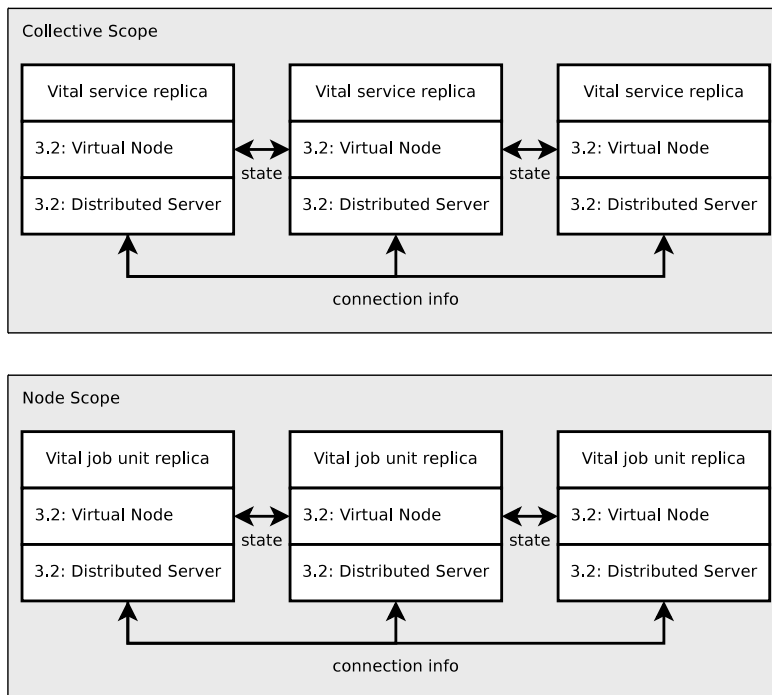 Collective Scope
Vital service replica
Vital service replica
Vital service replica
3.2: Virtual Node
3.2: Virtual Node
3.2: Virtual Node
state
state
3.2: Distributed Server
3.2: Distributed Server
3.2: Distributed Server
connection info
Node Scope
Vital job unit replica
Vital job unit replica
Vital job unit replica
3.2: Virtual Node
3.2: Virtual Node
3.2: Virtual Node
state
state
3.2: Distributed Server
3.2: Distributed Server
3.2: Distributed Server
connection info